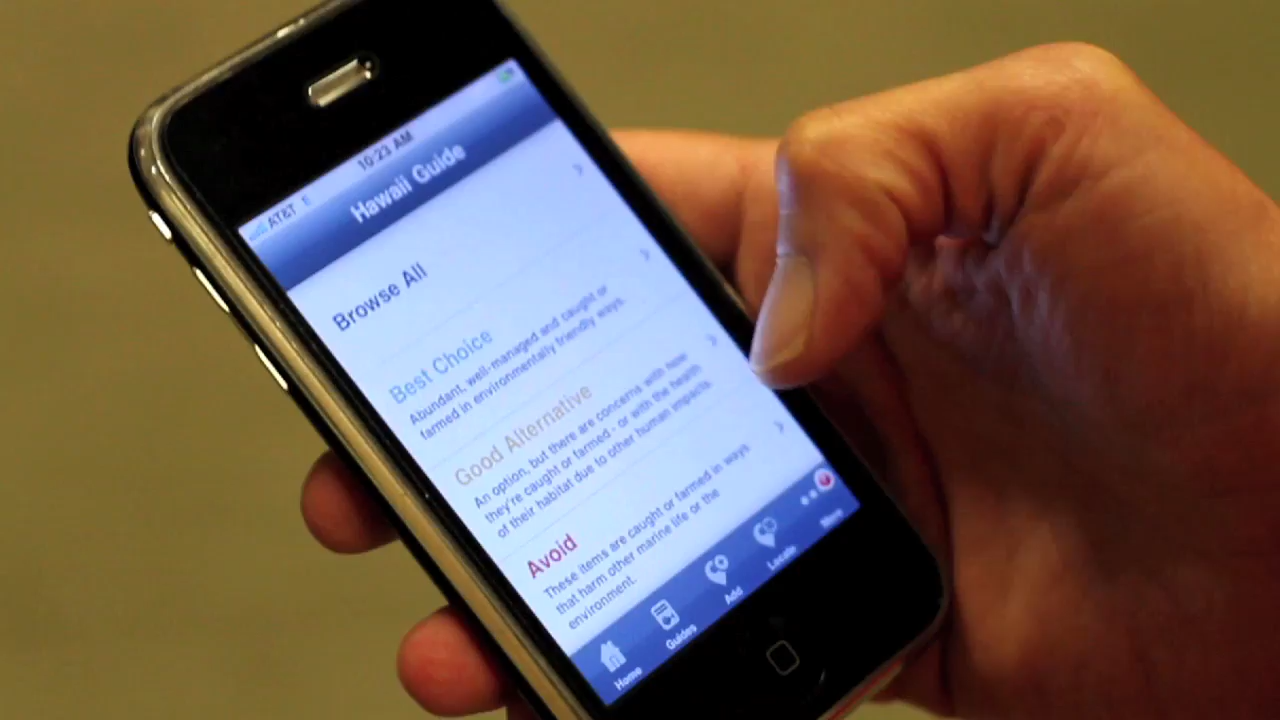 AT&T
10:23 AM
Hawaii Guide
Browse All
Best Choice
Abundant, well-managed and caught or
farmed in environmentally friendly ways.
Good Alternative
An option, but there are concerns with how
they're caught or farmed - or with the health
of their habitat due to other human impacts.
Avoid
These items are caught or farmed in ways
that harm other marine life or the
environment.
Home
Guides
Add
Locate
More